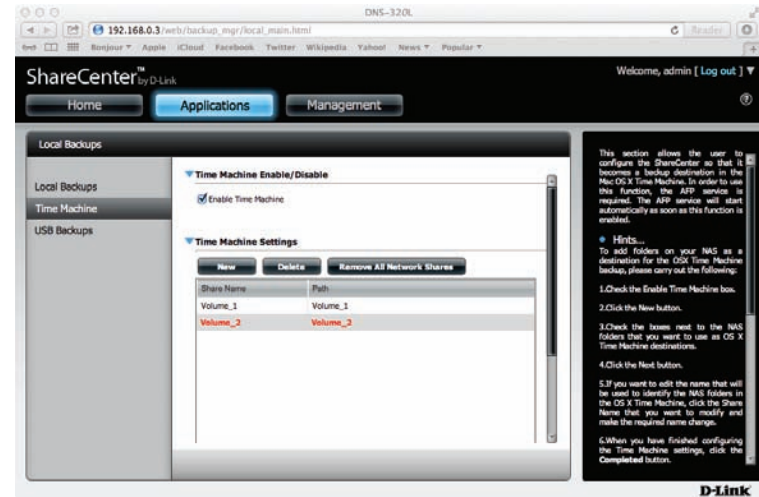 DNS-320L
192.168.0.3/web/backup_mgr/local_main.html
Reader
Bonjour Apple iCloud Facebook Twitter Wikipedia Yahoo! News Popular
ShareCenter™ by D-Link
Welcome, admin [ Log out ]
Home Applications Management
Local Backups
Local Backups
Time Machine
USB Backups
Time Machine Enable/Disable
Enable Time Machine
Time Machine Settings
New Delete Remove All Network Shares
Share Name Path
Volume_1 Volume_1
Volume_2 Volume_2
This section allows the user to
configure the ShareCenter so that it
becomes a backup destination in the
Mac OS X Time Machine. In order to use
this function, the AFP service is
required. The AFP service will start
automatically as soon as this function is
enabled.
Hints...
To add folders on your NAS as a
destination for the OSX Time Machine
backup, please carry out the following:
1.Check the Enable Time Machine box.
2.Click the New button.
3.Check the boxes next to the NAS
folders that you want to use as OS X
Time Machine destinations.
4.Click the Next button.
5.If you want to edit the name that will
be used to identify the NAS folders in
the OS X Time Machine, click the Share
Name that you want to modify and
make the required name change.
6.When you have finished configuring
the Time Machine settings, click the
Completed button.
D-Link